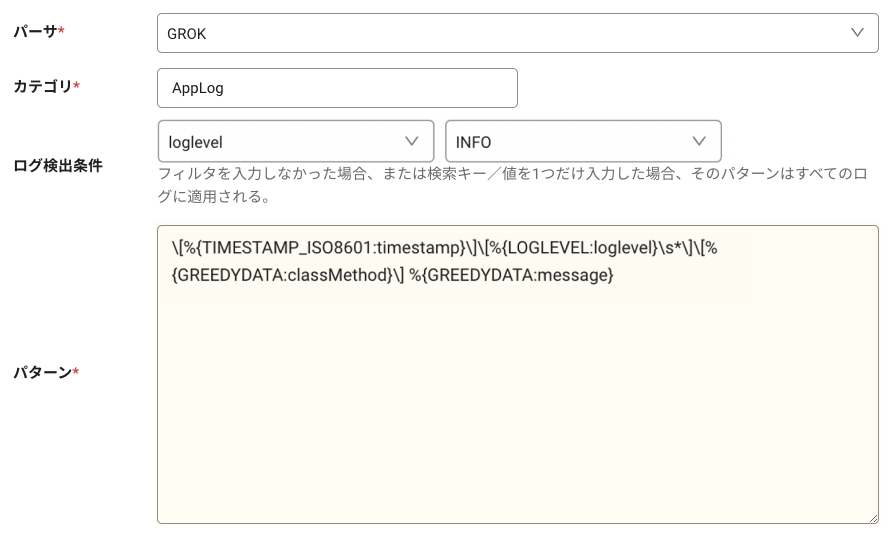 パーサ*
GROK
カテゴリ*
AppLog
ログ検出条件
loglevel
INFO
フィルタを入力しなかった場合、または検索キー／値を1つだけ入力した場合、そのパターンはすべてのロ
グに適用される。
パターン*
\[%{TIMESTAMP_ISO8601:timestamp}\]\[%{LOGLEVEL:loglevel}\s*\]\[%
{GREEDYDATA:classMethod}\] %{GREEDYDATA:message}